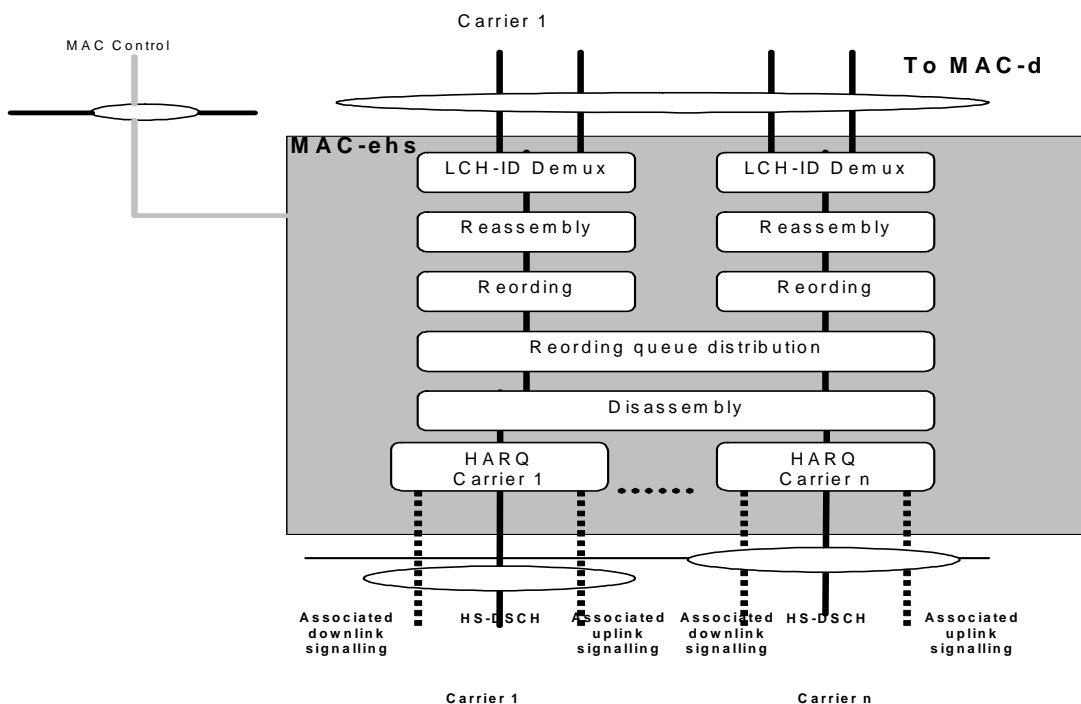 Carrier 1
MAC Control
To MAC-d
MAC-ehs
LCH-ID Demux
LCH-ID Demux
Reassembly
Reassembly
Reording
Reording
Reording queue distribution
Disassembly
HARQ
Carrier 1
HARQ
Carrier n
Associated
downlink
signalling
HS-DSCH
Associated
uplink
signalling
Associated
downlink
signalling
HS-DSCH
Associated
uplink
signalling
Carrier 1
Carrier n